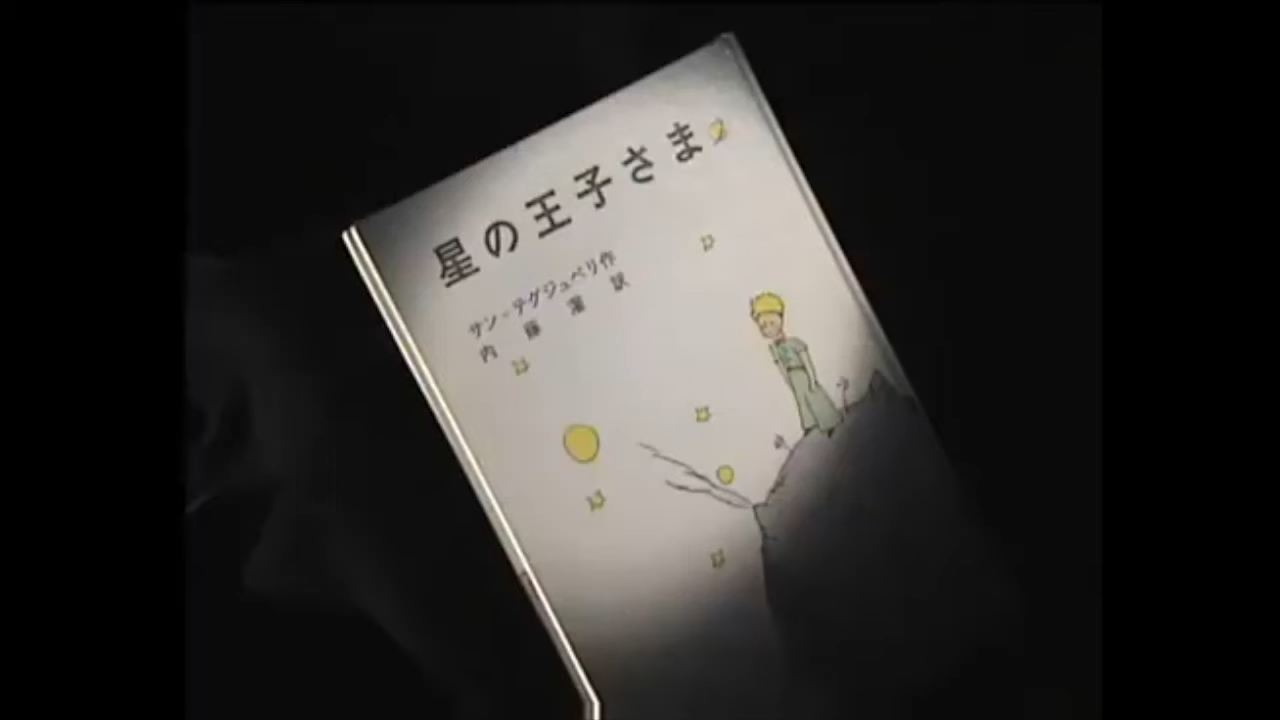 星の王子さま
サン=テグジュペリ作
内藤濯訳